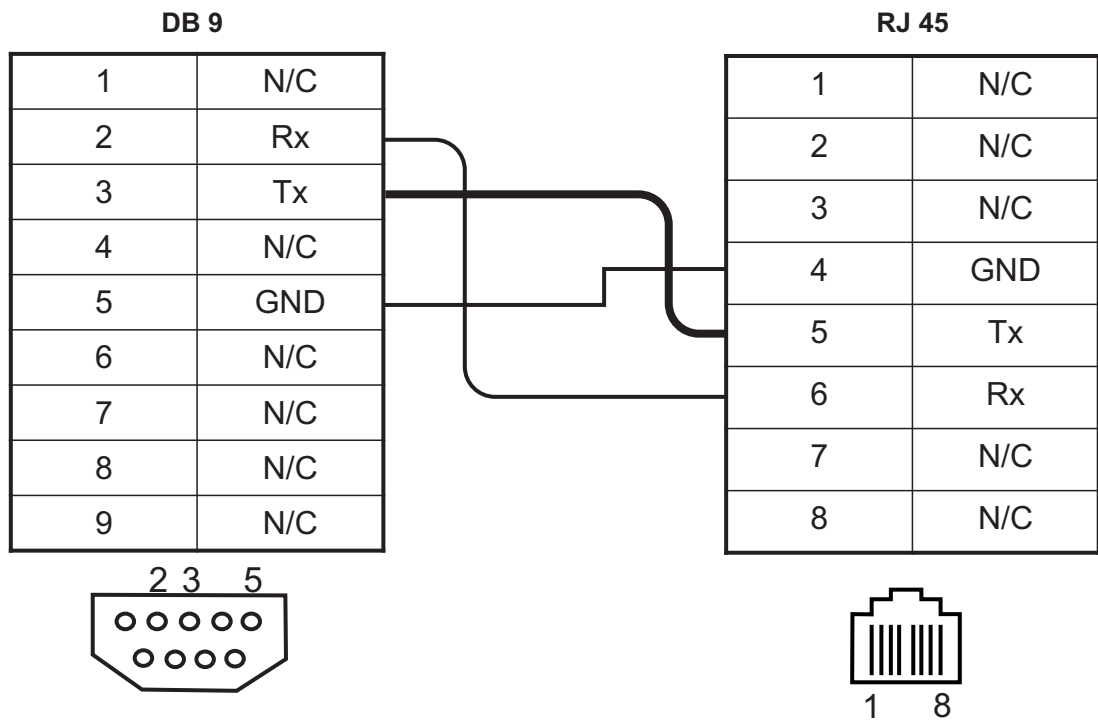 DB 9
1 N/C
2 Rx
3 Tx
4 N/C
5 GND
6 N/C
7 N/C
8 N/C
9 N/C
2 3 5
RJ 45
1 N/C
2 N/C
3 N/C
4 GND
5 Tx
6 Rx
7 N/C
8 N/C
1 8